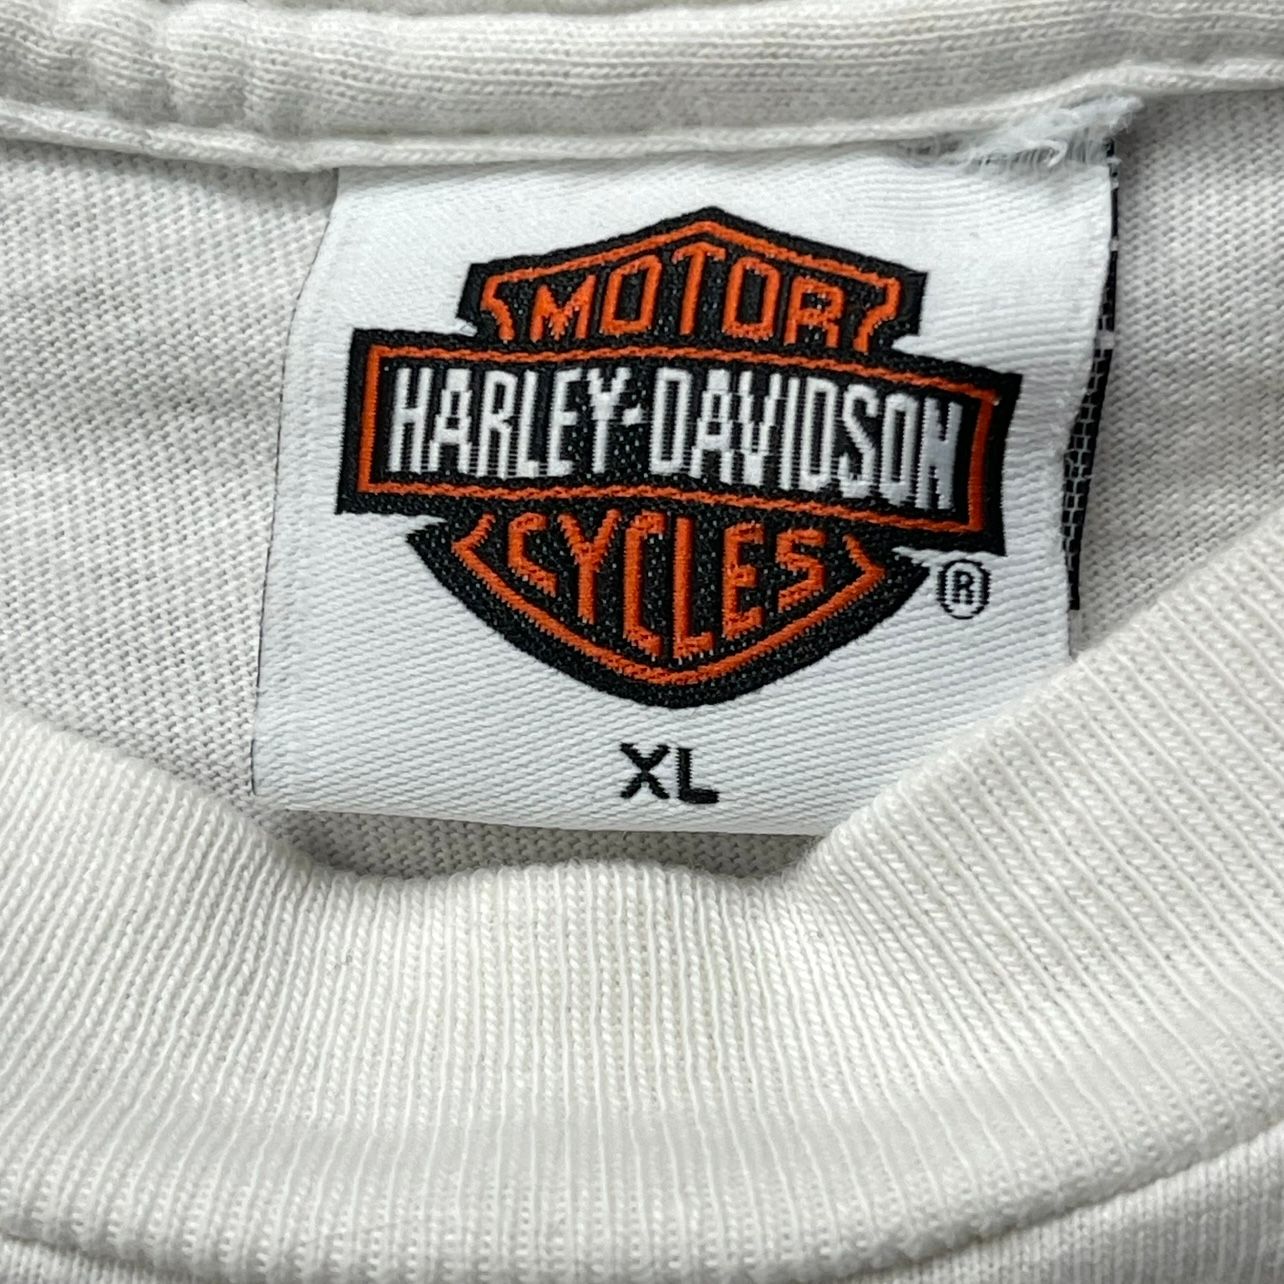 MOTOR
HARLEY-DAVIDSON
CYCLES
®
XL